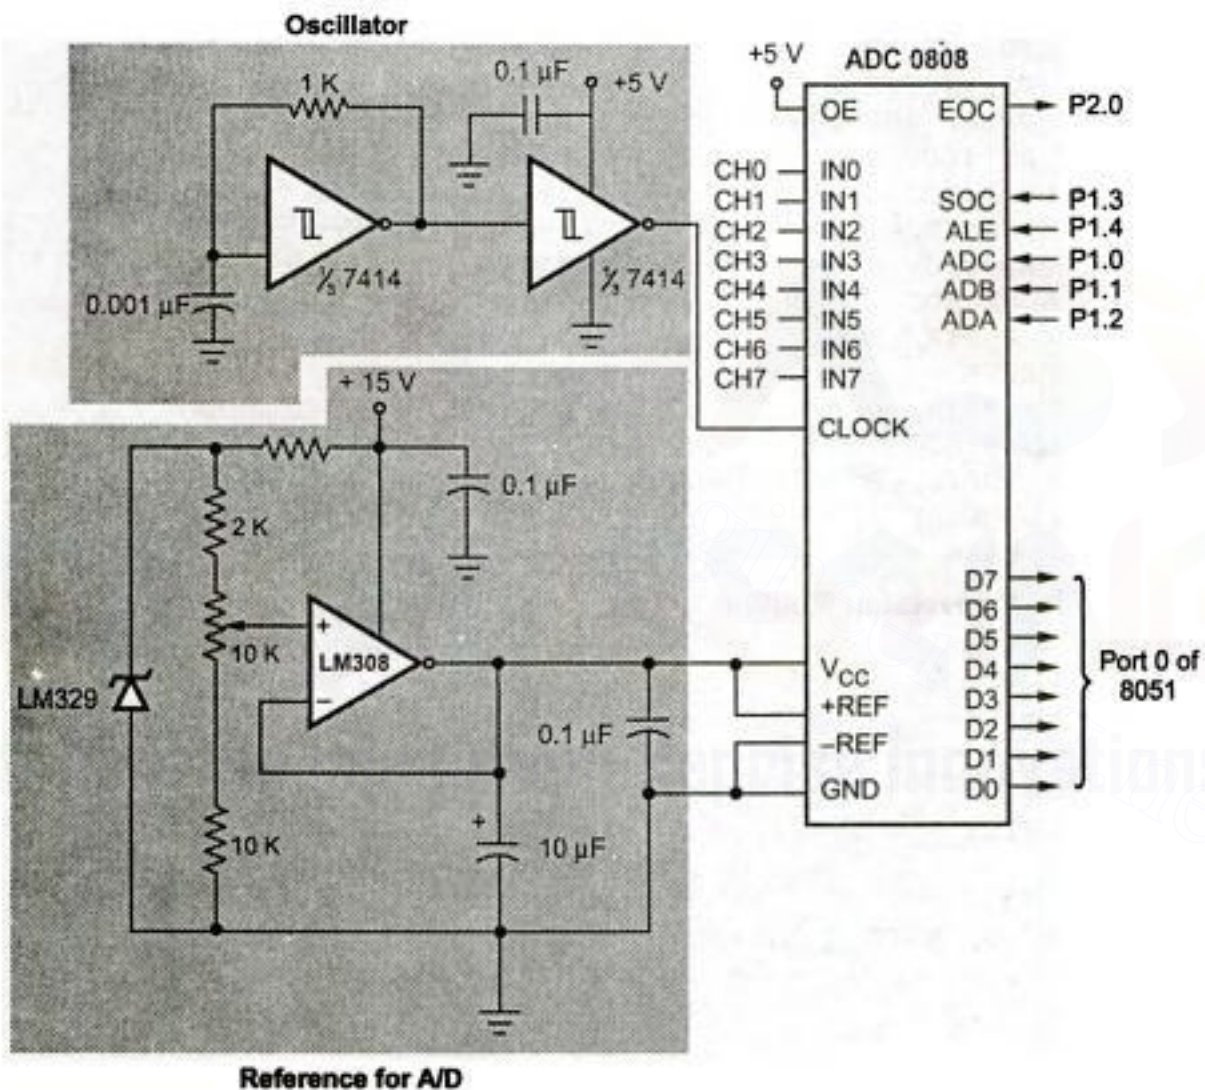 Oscillator
1 K
0.1 µF
+5 V
⅓ 7414
⅓ 7414
0.001 µF
+5 V
ADC 0808
OE
EOC
P2.0
CH0
IN0
CH1
IN1
SOC
P1.3
CH2
IN2
ALE
P1.4
CH3
IN3
ADC
P1.0
CH4
IN4
ADB
P1.1
CH5
IN5
ADA
P1.2
CH6
IN6
CH7
IN7
CLOCK
+ 15 V
0.1 µF
2 K
10 K
+
LM308
−
LM329
10 K
0.1 µF
+
10 µF
VCC
+REF
–REF
GND
D7
D6
D5
D4
D3
D2
D1
D0
Port 0 of
8051
Reference for A/D